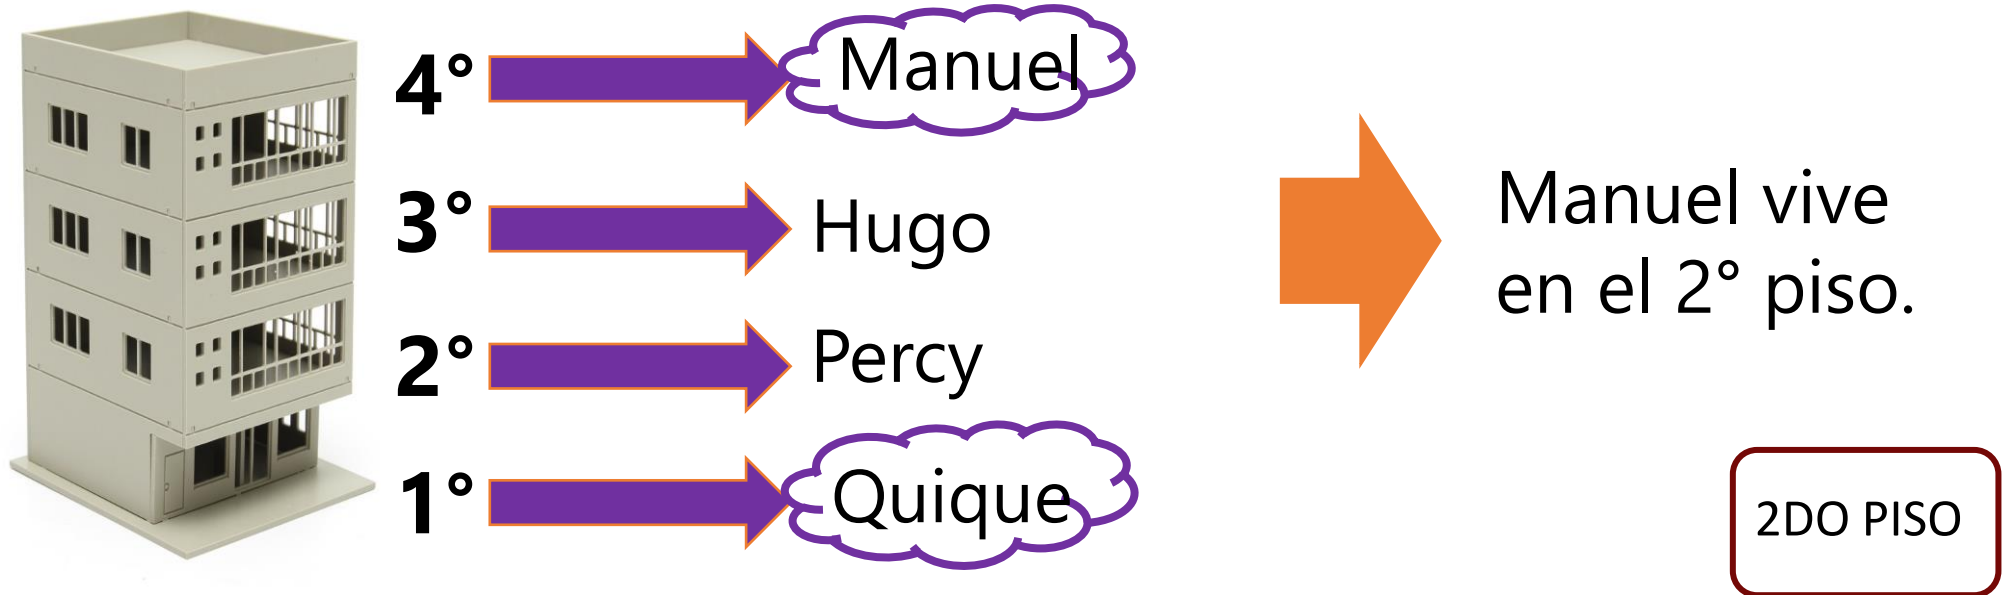 4° Manuel
3° Hugo
2° Percy
1° Quique
Manuel vive
en el 2° piso.
2DO PISO